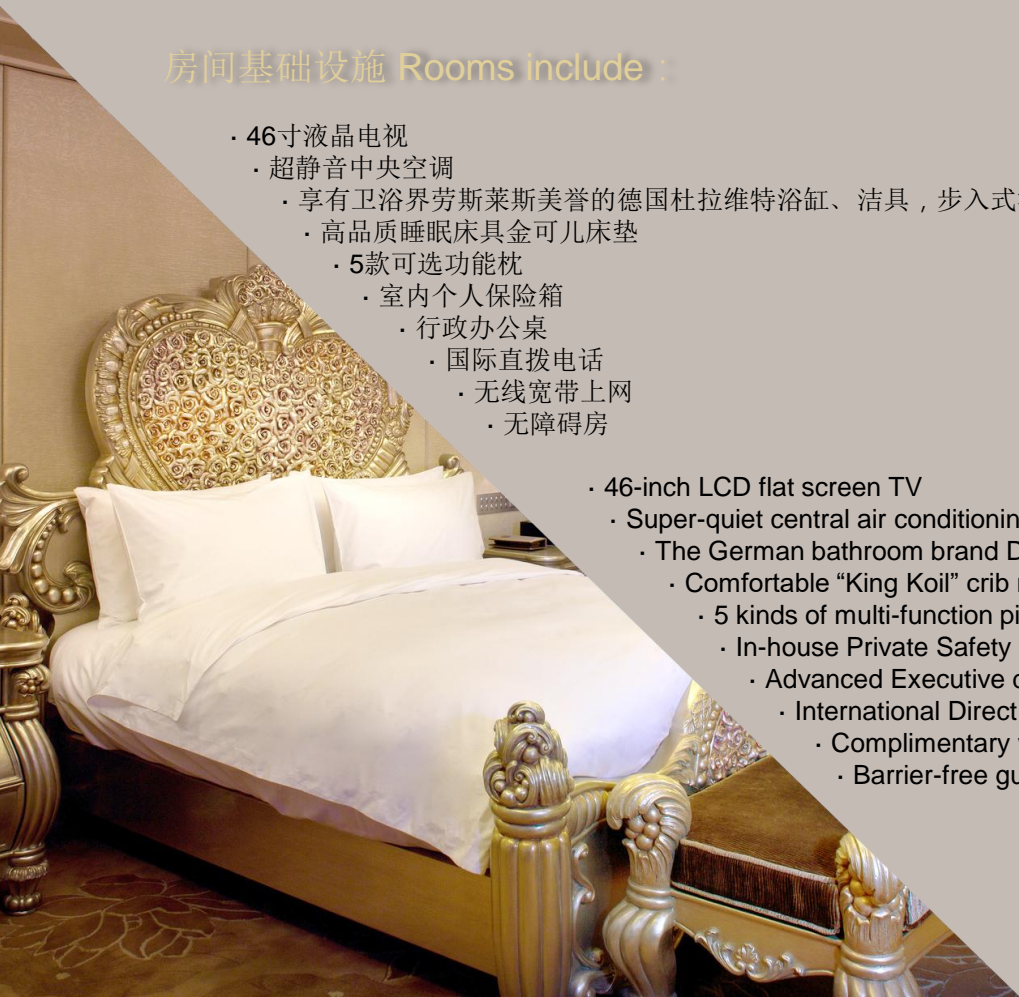 房间基础设施 Rooms include :
· 46寸液晶电视
· 超静音中央空调
· 享有卫浴界劳斯莱斯美誉的德国杜拉维特浴缸、洁具，步入式
· 高品质睡眠床具金可儿床垫
· 5款可选功能枕
· 室内个人保险箱
· 行政办公桌
· 国际直拨电话
· 无线宽带上网
· 无障碍房
· 46-inch LCD flat screen TV
· Super-quiet central air conditionin
· The German bathroom brand D
· Comfortable “King Koil” crib
· 5 kinds of multi-function pi
· In-house Private Safety
· Advanced Executive
· International Direct
· Complimentary
· Barrier-free gu